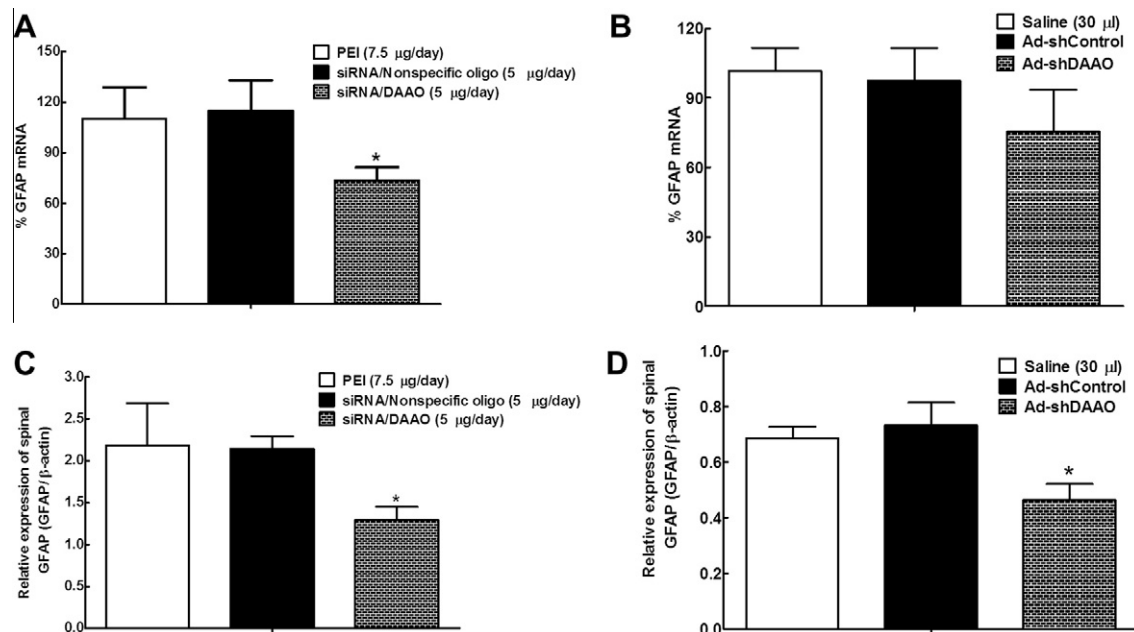 A
PEI (7.5 µg/day)
siRNA/Nonspecific oligo (5 µg/day)
siRNA/DAAO (5 µg/day)
% GFAP mRNA
150
120
90
60
30
0
*
B
Saline (30 µl)
Ad-shControl
Ad-shDAAO
% GFAP mRNA
120
90
60
30
0
C
PEI (7.5 µg/day)
siRNA/Nonspecific oligo (5 µg/day)
siRNA/DAAO (5 µg/day)
Relative expression of spinal
GFAP (GFAP/β-actin)
3.0
2.5
2.0
1.5
1.0
0.5
0.0
*
D
Saline (30 µl)
Ad-shControl
Ad-shDAAO
Relative expression of spinal
GFAP (GFAP/β-actin)
1.0
0.8
0.6
0.4
0.2
0.0
*